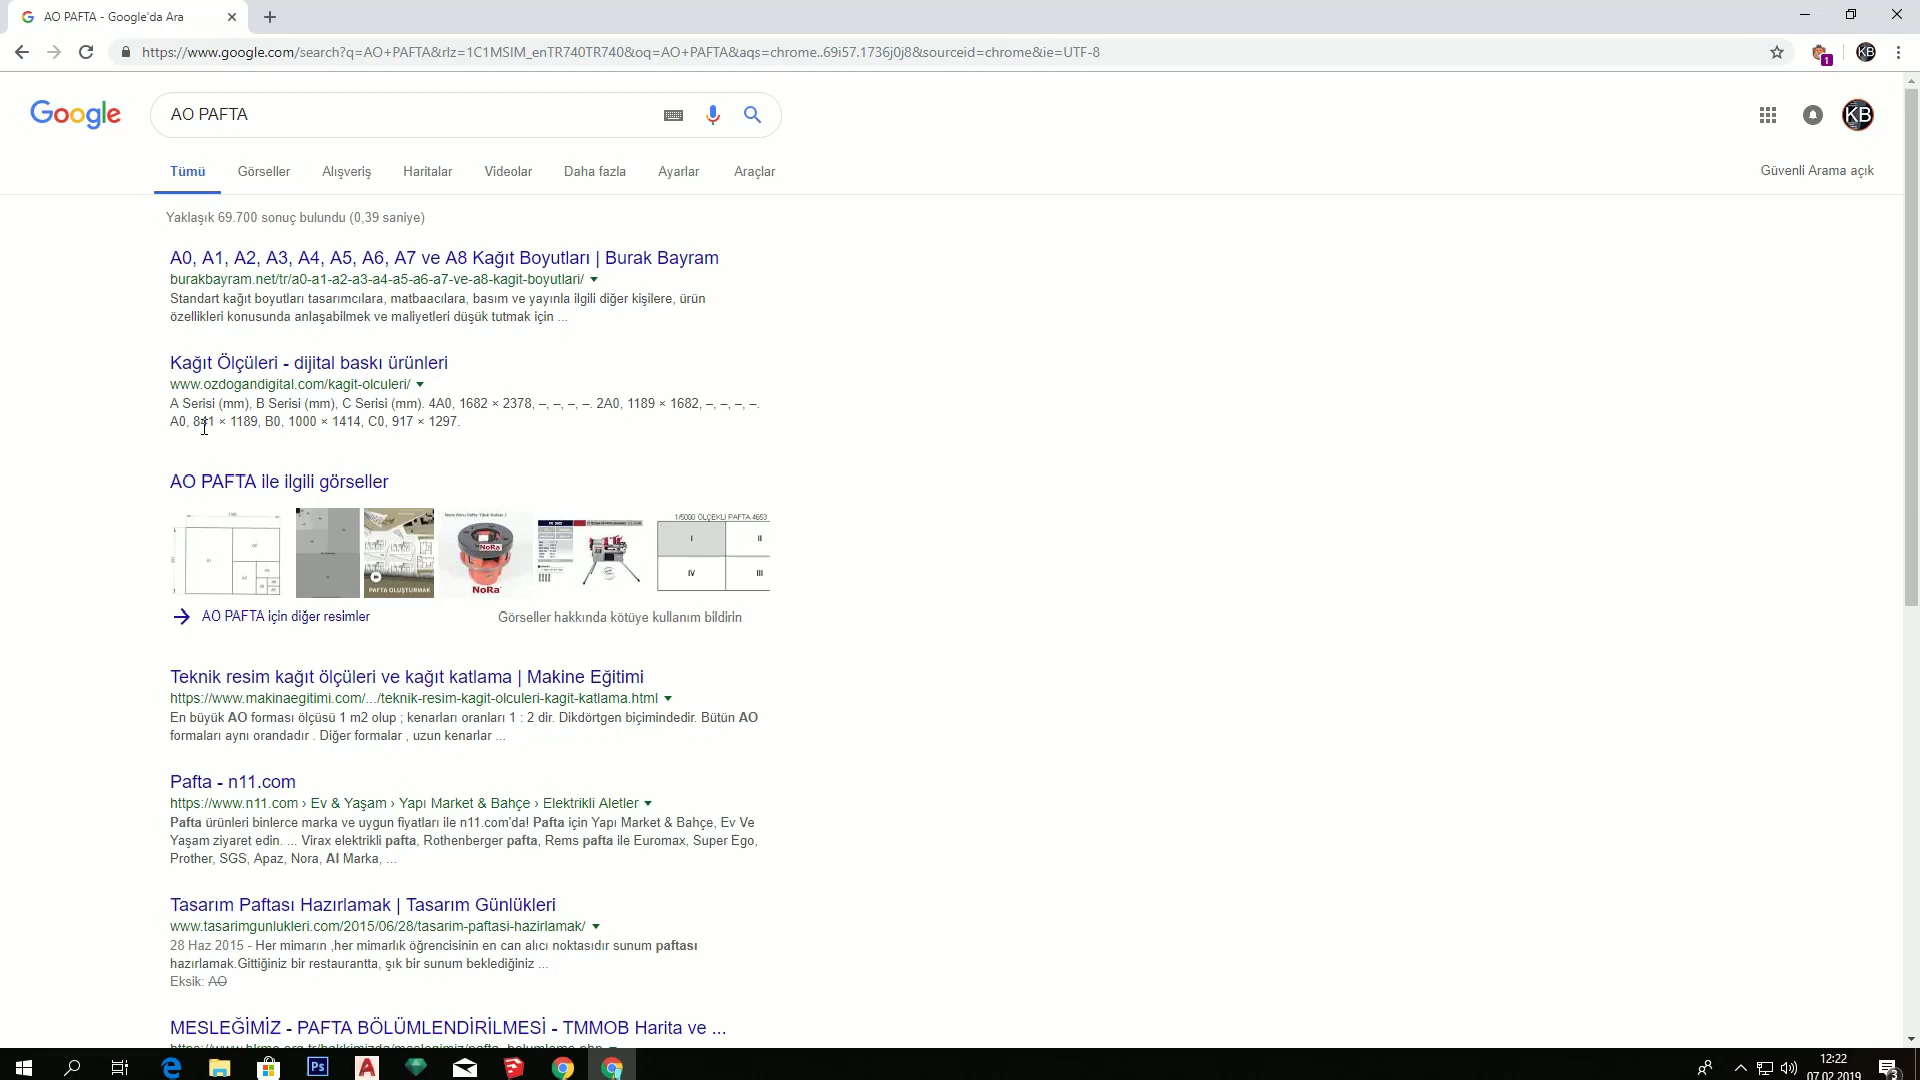 AO PAFTA - Google'da Ara
https://www.google.com/search?q=AO+PAFTA&rlz=1C1MSIM_enTR740TR740&oq=AO+PAFTA&aqs=chrome..69i57.1736j0j8&sourceid=chrome&ie=UTF-8
1
KB
Google
AO PAFTA
KB
Tümü Görseller Alışveriş Haritalar Videolar Daha fazla Ayarlar Araçlar
Güvenli Arama açık
Yaklaşık 69.700 sonuç bulundu (0,39 saniye)
A0, A1, A2, A3, A4, A5, A6, A7 ve A8 Kağıt Boyutları | Burak Bayram
burakbayram.net/tr/a0-a1-a2-a3-a4-a5-a6-a7-ve-a8-kagit-boyutlari/
Standart kağıt boyutları tasarımcılara, matbaacılara, basım ve yayınla ilgili diğer kişilere, ürün
özellikleri konusunda anlaşabilmek ve maliyetleri düşük tutmak için ...
Kağıt Ölçüleri - dijital baskı ürünleri
www.ozdogandigital.com/kagit-olculeri/
A Serisi (mm), B Serisi (mm), C Serisi (mm). 4A0, 1682 × 2378, –, –, –, –. 2A0, 1189 × 1682, –, –, –, –.
A0, 841 × 1189, B0, 1000 × 1414, C0, 917 × 1297.
AO PAFTA ile ilgili görseller
PAFTA OLUŞTURMAK
NoRa
NoRa
1/5000 ÖLÇEKLİ PAFTA 4653
I II
IV III
AO PAFTA için diğer resimler
Görseller hakkında kötüye kullanım bildirin
Teknik resim kağıt ölçüleri ve kağıt katlama | Makine Eğitimi
https://www.makinaegitimi.com/.../teknik-resim-kagit-olculeri-kagit-katlama.html
En büyük AO forması ölçüsü 1 m2 olup ; kenarları oranları 1 : 2 dir. Dikdörtgen biçimindedir. Bütün AO
formaları aynı orandadır . Diğer formalar , uzun kenarlar ...
Pafta - n11.com
https://www.n11.com › Ev & Yaşam › Yapı Market & Bahçe › Elektrikli Aletler
Pafta ürünleri binlerce marka ve uygun fiyatları ile n11.com'da! Pafta için Yapı Market & Bahçe, Ev Ve
Yaşam ziyaret edin. ... Virax elektrikli pafta, Rothenberger pafta, Rems pafta ile Euromax, Super Ego,
Prother, SGS, Apaz, Nora, Al Marka, ...
Tasarım Paftası Hazırlamak | Tasarım Günlükleri
www.tasarimgunlukleri.com/2015/06/28/tasarim-paftasi-hazirlamak/
28 Haz 2015 - Her mimarın ,her mimarlık öğrencisinin en can alıcı noktasıdır sunum paftası
hazırlamak.Gittiğiniz bir restaurantta, şık bir sunum beklediğiniz ...
Eksik: AO
MESLEĞİMİZ - PAFTA BÖLÜMLENDİRİLMESİ - TMMOB Harita ve ...
Ps
12:22
07.02.2019
3